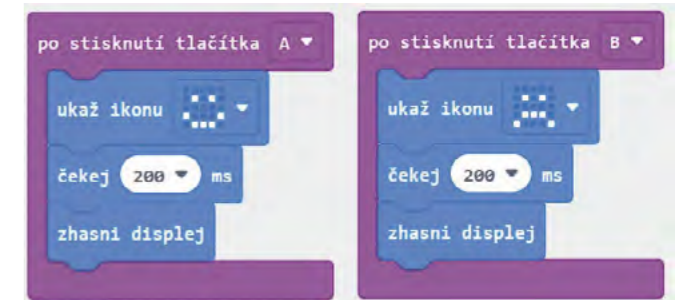 po stisknutí tlačítka A
ukaž ikonu
čekej 200 ms
zhasni displej
po stisknutí tlačítka B
ukaž ikonu
čekej 200 ms
zhasni displej